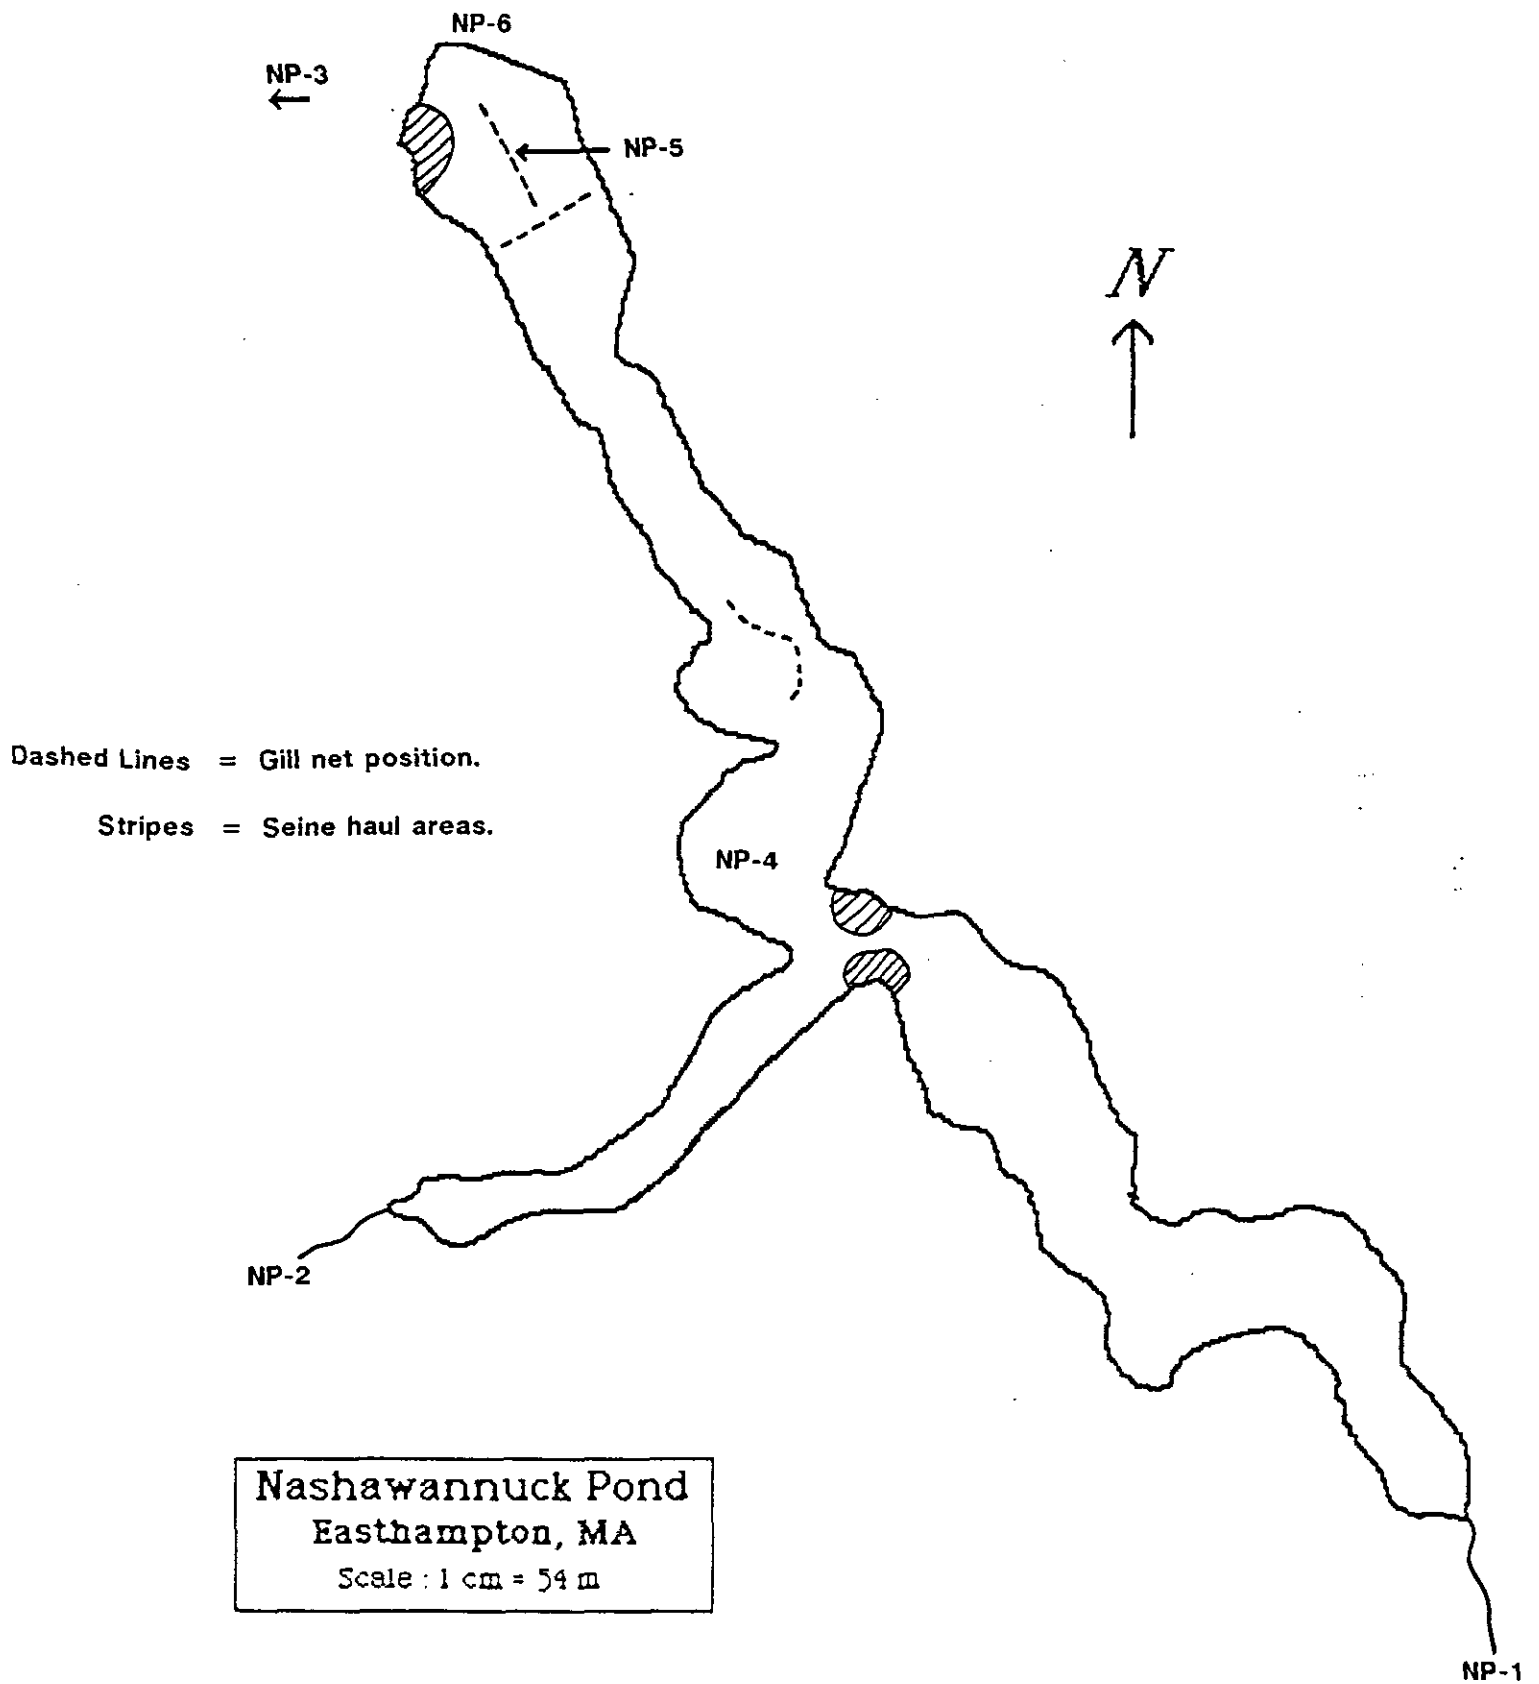 NP-6
NP-3
NP-5
N
Dashed Lines = Gill net position.
Stripes = Seine haul areas.
NP-4
NP-2
Nashawannuck Pond
Easthampton, MA
Scale : 1 cm = 54 m
NP-1